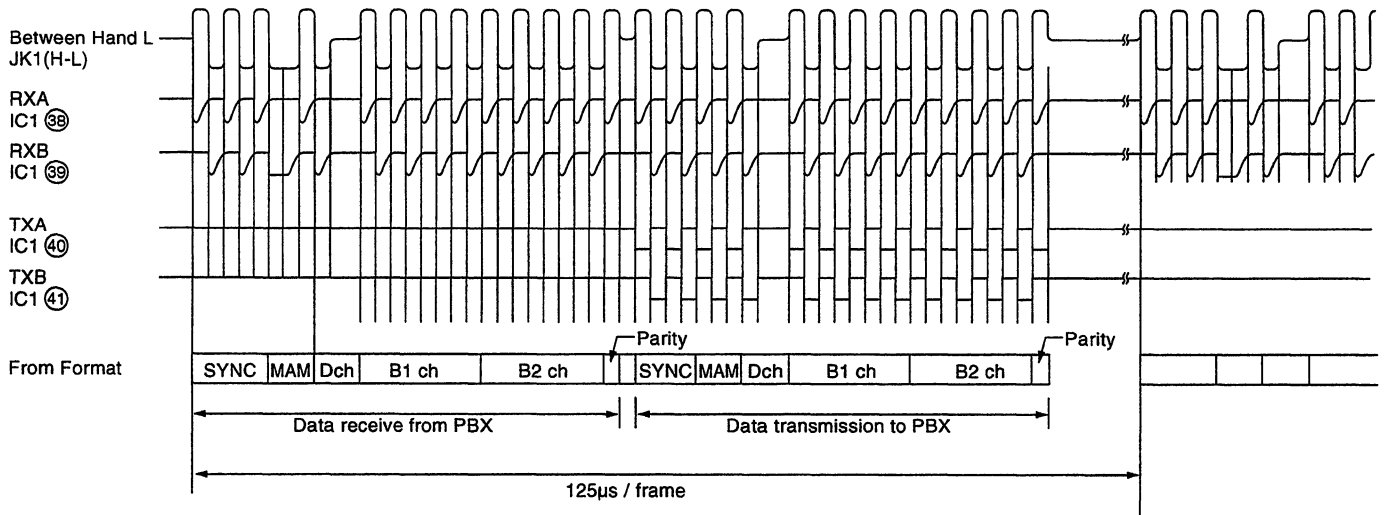 Between Hand L
JK1(H-L)
RXA
IC1 38
RXB
IC1 39
TXA
IC1 40
TXB
IC1 41
Parity
Parity
From Format
SYNC MAM Dch B1 ch B2 ch SYNC MAM Dch B1 ch B2 ch
Data receive from PBX
Data transmission to PBX
125μs / frame